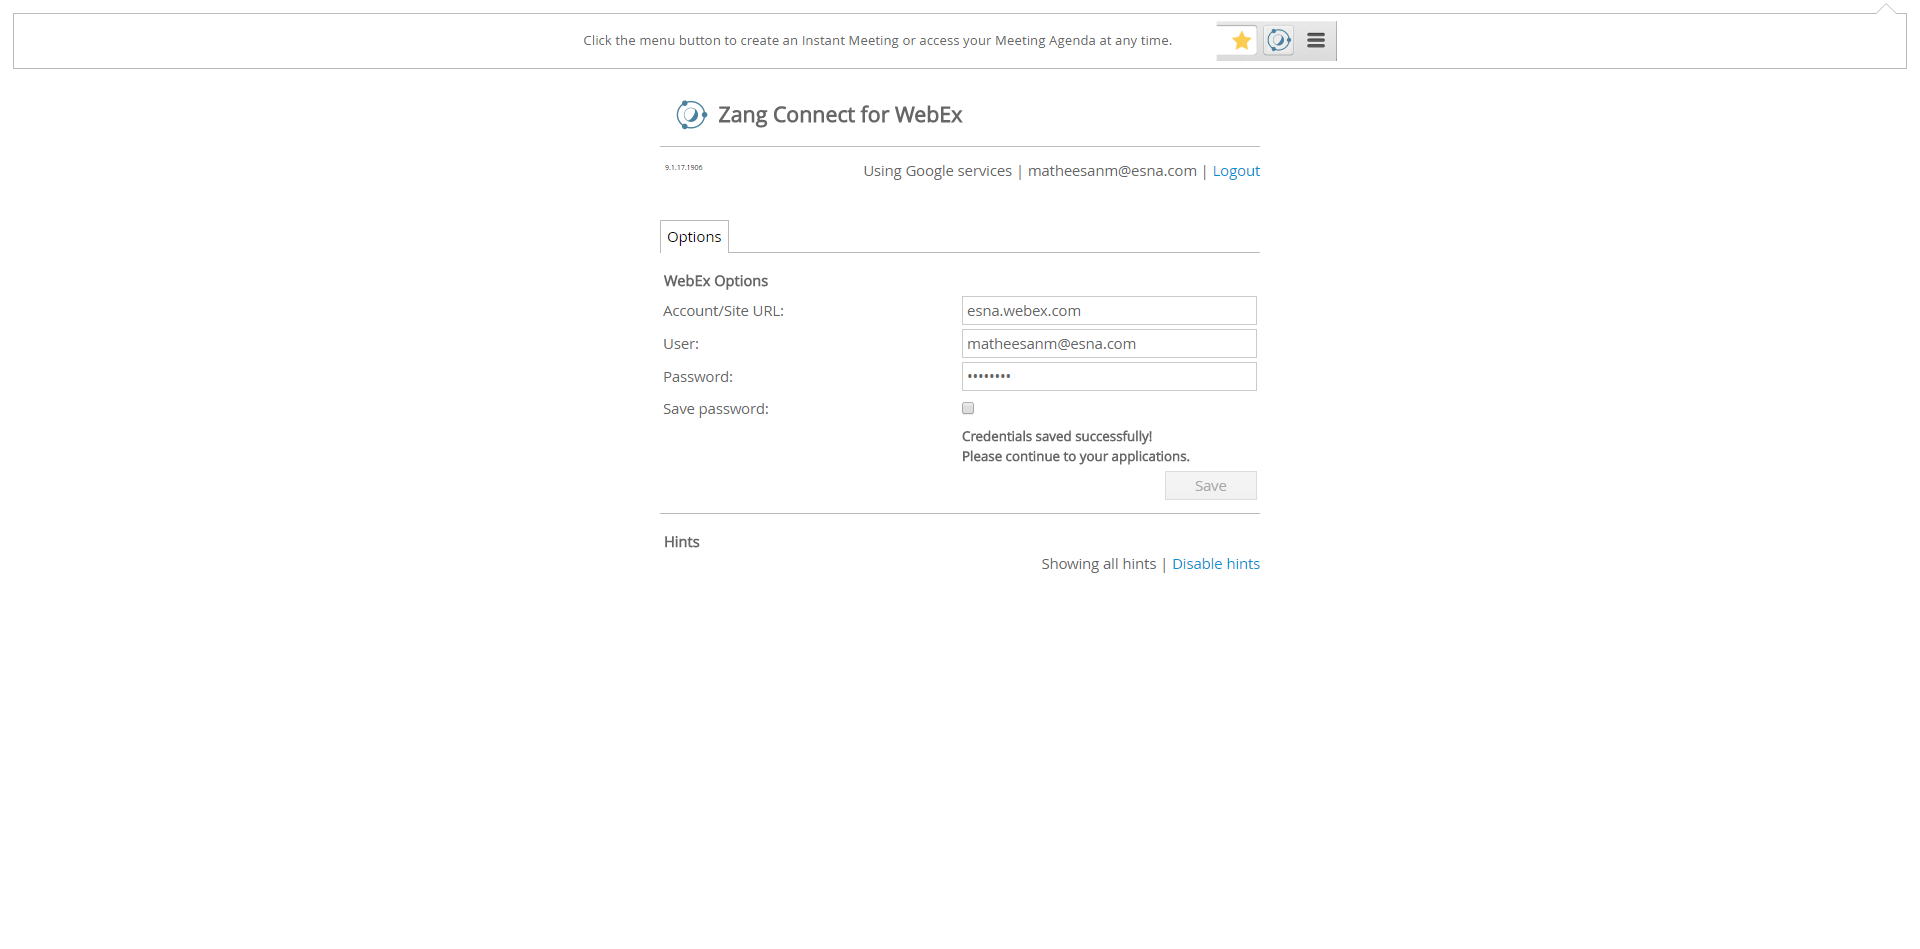 Click the menu button to create an Instant Meeting or access your Meeting Agenda at any time.
Zang Connect for WebEx
9.1.17.1906
Using Google services | matheesanm@esna.com | Logout
Options
WebEx Options
Account/Site URL: esna.webex.com
User: matheesanm@esna.com
Password: ••••••••
Save password:
Credentials saved successfully!
Please continue to your applications.
Save
Hints
Showing all hints | Disable hints